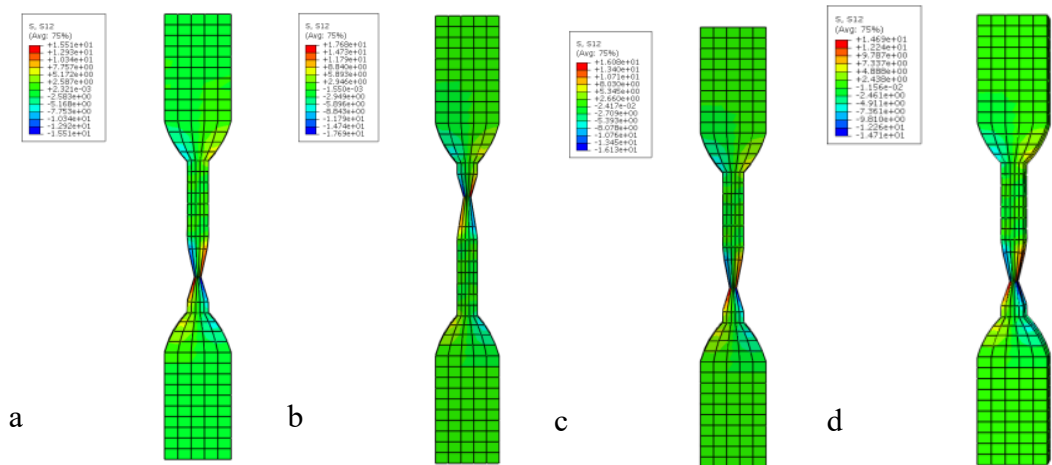 S, S12
(Avg: 75%)
+1.551e+01
+1.293e+01
+1.034e+01
+7.757e+00
+5.172e+00
+2.587e+00
+2.321e-03
-2.583e+00
-5.168e+00
-7.753e+00
-1.034e+01
-1.292e+01
-1.551e+01
a
S, S12
(Avg: 75%)
+1.768e+01
+1.473e+01
+1.179e+01
+8.840e+00
+5.893e+00
+2.946e+00
-1.550e-03
-2.949e+00
-5.896e+00
-8.843e+00
-1.179e+01
-1.474e+01
-1.769e+01
b
S, S12
(Avg: 75%)
+1.608e+01
+1.340e+01
+1.071e+01
+8.030e+00
+5.345e+00
+2.660e+00
-2.417e-02
-2.709e+00
-5.393e+00
-8.078e+00
-1.076e+01
-1.345e+01
-1.613e+01
c
S, S12
(Avg: 75%)
+1.469e+01
+1.224e+01
+9.787e+00
+7.337e+00
+4.888e+00
+2.438e+00
-1.156e-02
-2.461e+00
-4.911e+00
-7.361e+00
-9.810e+00
-1.226e+01
-1.471e+01
d